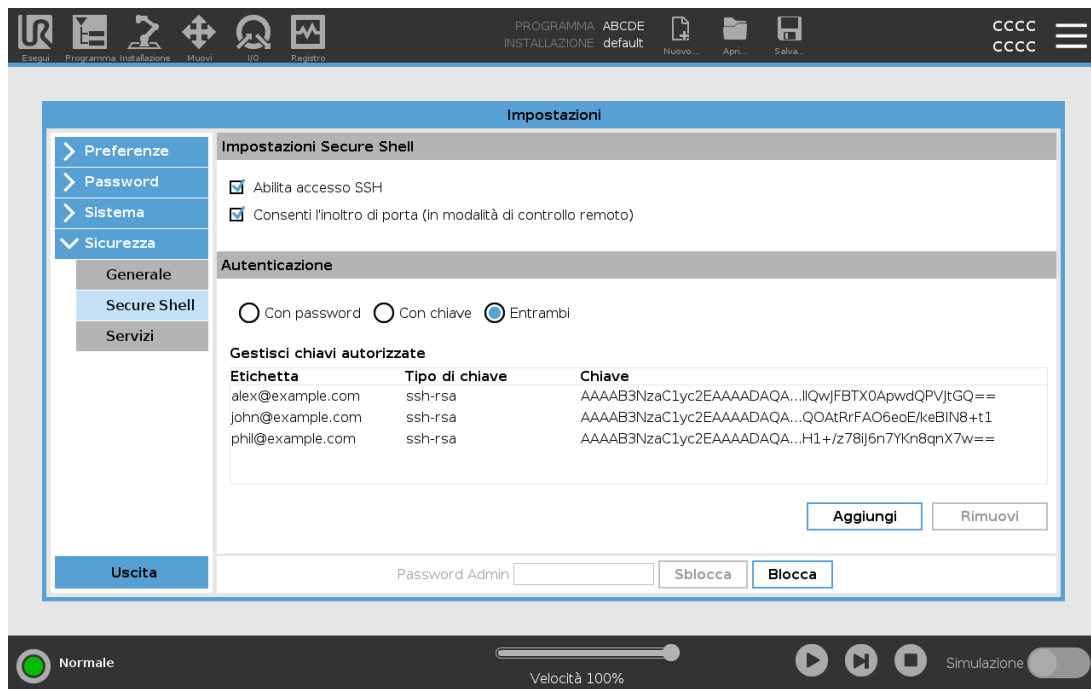 UR
PROGRAMMA ABCDE
INSTALLAZIONE default
CCCC
CCCC
Esegui Programma Installazione Muovi I/O Registro Nuovo... Apri... Salva...
Impostazioni
Preferenze
Password
Sistema
Sicurezza
Generale
Secure Shell
Servizi
Uscita
Impostazioni Secure Shell
Abilita accesso SSH
Consenti l'inoltro di porta (in modalità di controllo remoto)
Autenticazione
Con password Con chiave Entrambi
Gestisci chiavi autorizzate
Etichetta Tipo di chiave Chiave
alex@example.com ssh-rsa AAAAB3NzaC1yc2EAAAADAQA...IIQwJFBTX0ApwdQPVJtGQ==
john@example.com ssh-rsa AAAAB3NzaC1yc2EAAAADAQA...QOAtRrFAO6eoE/keBIN8+t1
phil@example.com ssh-rsa AAAAB3NzaC1yc2EAAAADAQA...H1+/z78iJ6n7YKn8qnX7w==
Aggiungi Rimuovi
Password Admin Sblocca Blocca
Normale
Velocità 100%
Simulazione